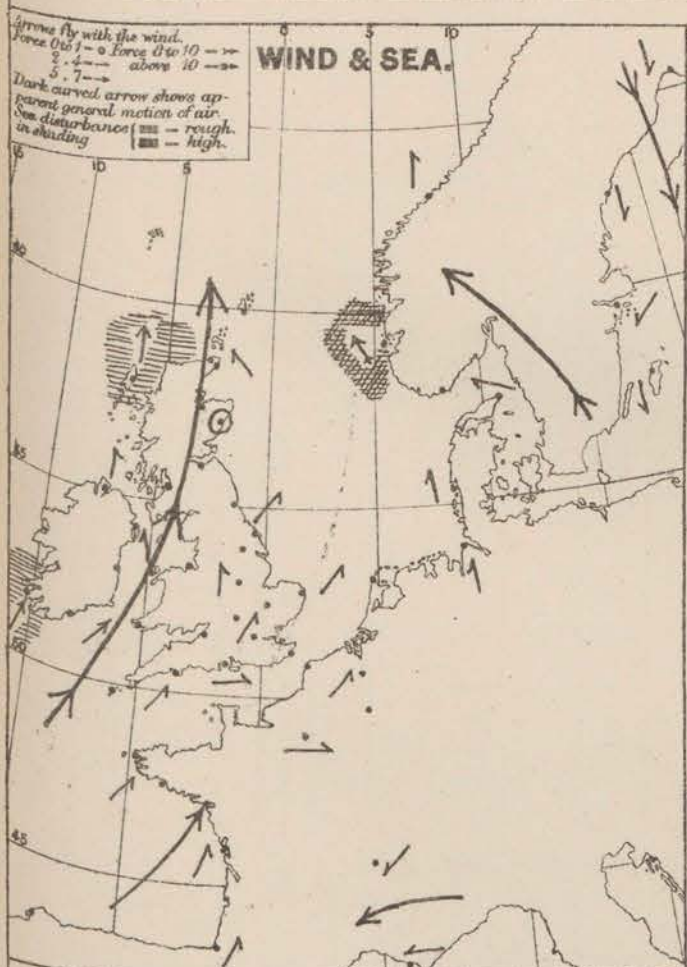 Arrows fly with the wind.
Force 0 to 1 – o Force 8 to 10 – →
2 . 4 – → above 10 – →
5 . 7 – →
Dark curved arrow shows ap-
parent general motion of air
Sea disturbance – rough.
in shading – high.
WIND & SEA.
0 5 10
15 10 5
60
55
50
45